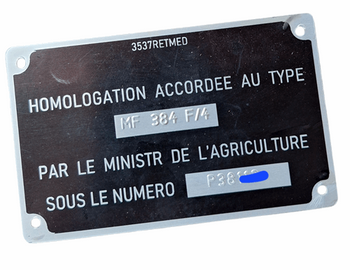 3537RETMED
HOMOLOGATION ACCORDEE AU TYPE
MF 384 F/4
PAR LE MINISTR DE L'AGRICULTURE
SOUS LE NUMERO